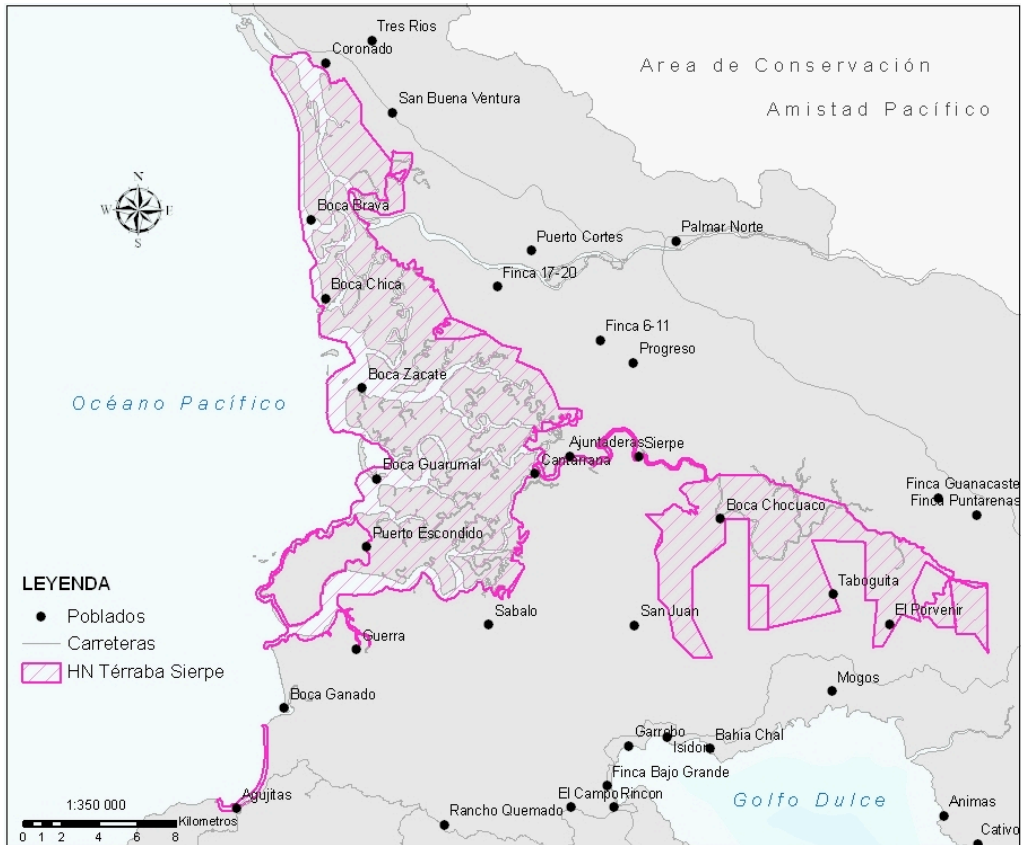 Tres Rios
Coronado
Area de Conservación
Amistad Pacífico
San Buena Ventura
N
W E
S
Boca Brava
Puerto Cortes
Palmar Norte
Finca 17-20
Boca Chica
Finca 6-11
Progreso
Boca Zacate
Océano Pacífico
Ajuntaderas
Sierpe
Cantarrana
Boca Guarumal
Finca Guanacaste
Finca Puntarenas
Boca Chocuaco
Puerto Escondido
LEYENDA
Poblados
Carreteras
HN Térraba Sierpe
Taboguita
Sabalo
San Juan
El Porvenir
Guerra
Mogos
Boca Ganado
Garrobo
Isidora
Bahia Chal
Finca Bajo Grande
El Campo
Rincon
Golfo Dulce
Agujitas
Rancho Quemado
Animas
Cativo
1:350 000
Kilometros
0 1 2 4 6 8